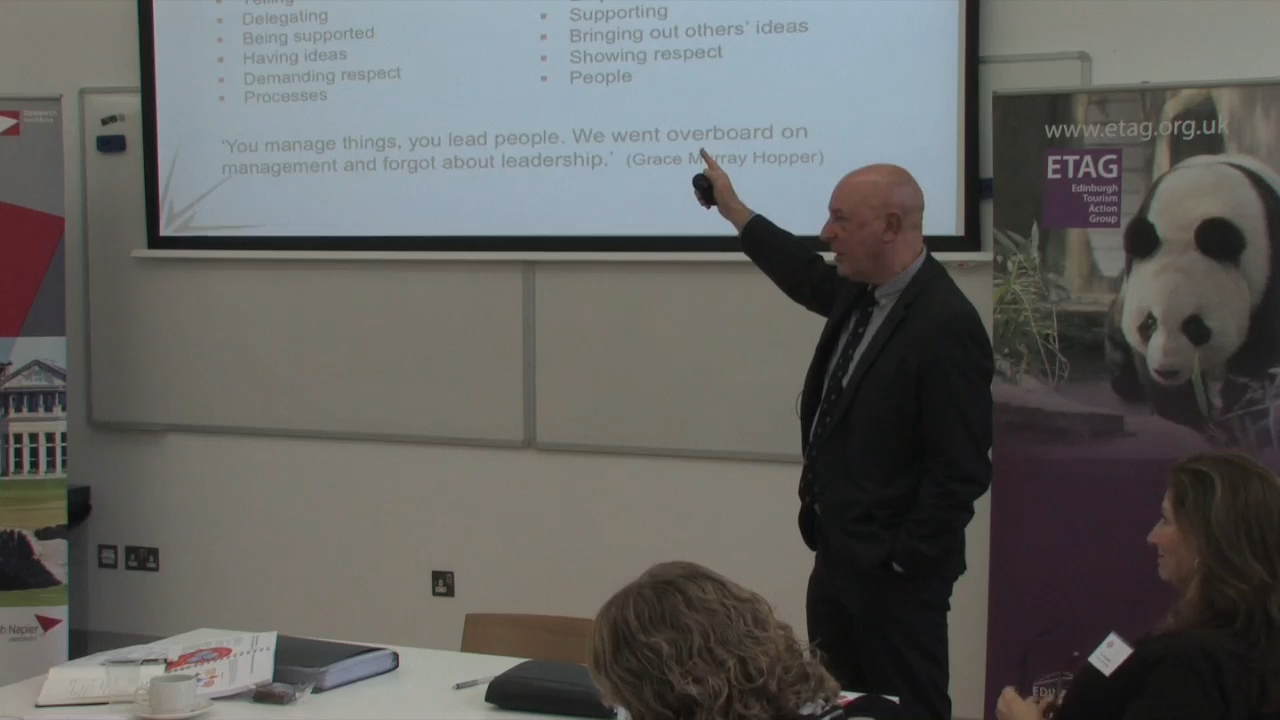 Delegating
Being supported
Having ideas
Demanding respect
Processes
Supporting
Bringing out others' ideas
Showing respect
People
'You manage things, you lead people. We went overboard on
management and forgot about leadership.' (Grace Murray Hopper)
www.etag.org.uk
ETAG
Edinburgh
Tourism
Action
Group
Napier